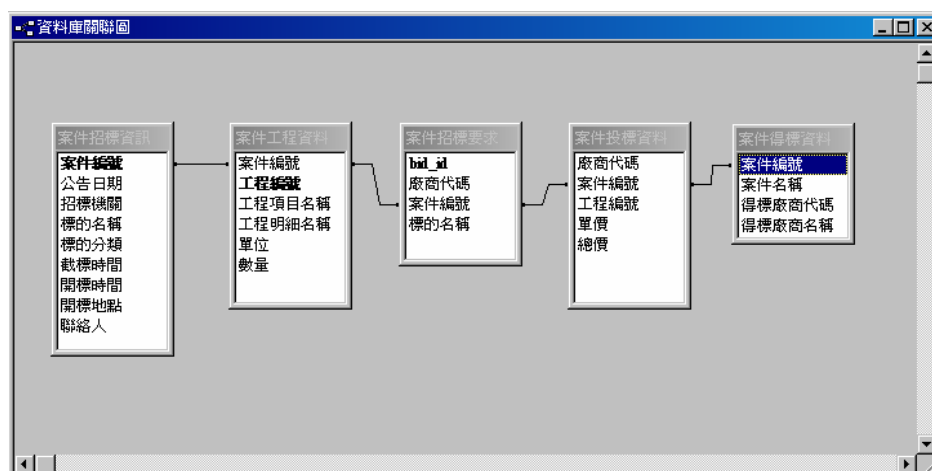 資料庫關聯圖
案件招標資訊
案件編號
公告日期
招標機關
標的名稱
標的分類
截標時間
開標時間
開標地點
聯絡人
案件工程資料
案件編號
工程編號
工程項目名稱
工程明細名稱
單位
數量
案件招標要求
bid_id
廠商代碼
案件編號
標的名稱
案件投標資料
廠商代碼
案件編號
工程編號
單價
總價
案件得標資料
案件編號
案件名稱
得標廠商代碼
得標廠商名稱